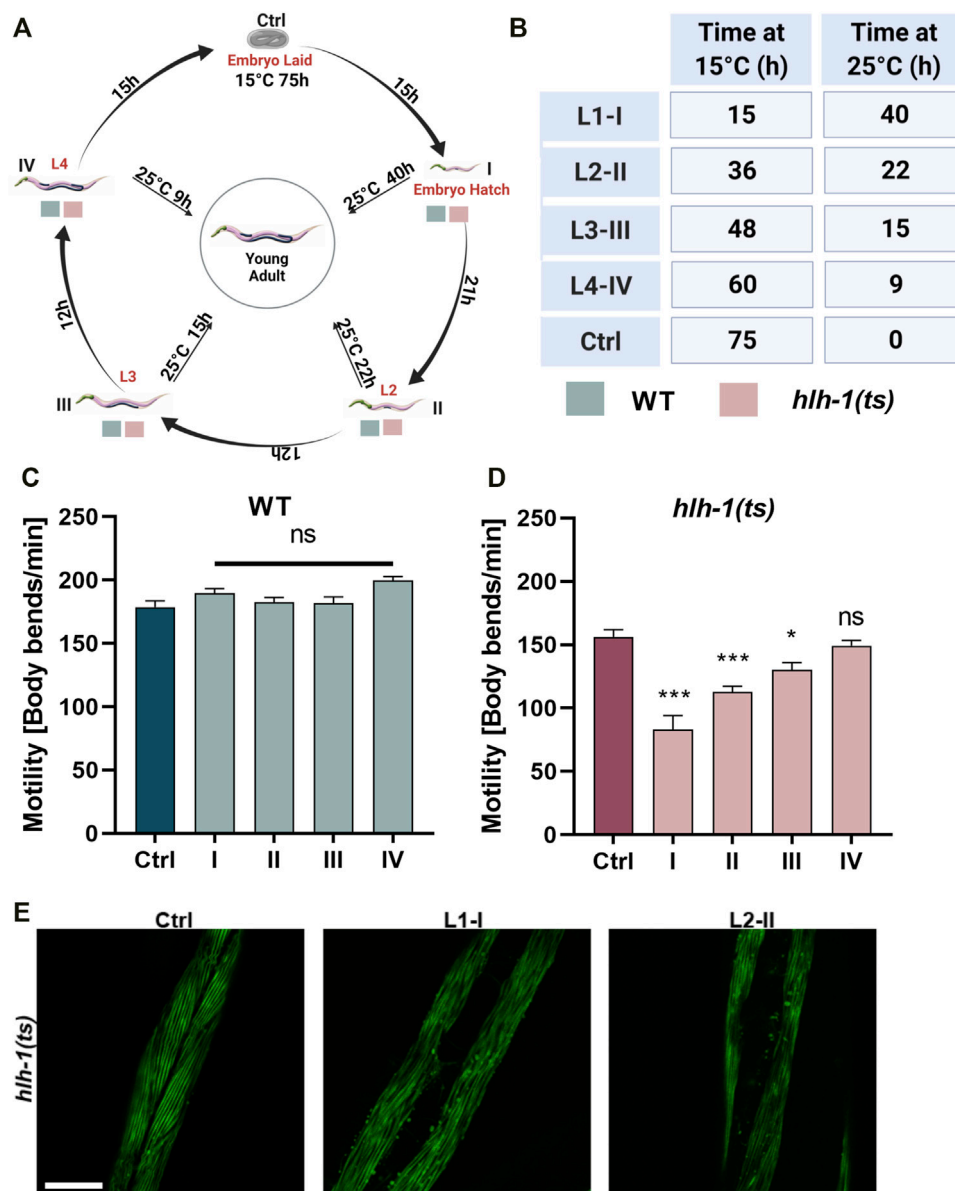 A
Ctrl
Embryo Laid
15°C 75h
15h
15h
IV
L4
I
Embryo Hatch
25°C 9h
25°C 40h
Young
Adult
12h
21h
25°C 15h
25°C 22h
L3
L2
III
II
12h
B
Time at
15°C (h)
Time at
25°C (h)
L1-I
15
40
L2-II
36
22
L3-III
48
15
L4-IV
60
9
Ctrl
75
0
WT
hlh-1(ts)
C
WT
ns
Motility [Body bends/min]
250
200
150
100
50
0
Ctrl
I
II
III
IV
D
hlh-1(ts)
Motility [Body bends/min]
250
200
150
100
50
0
***
***
*
ns
Ctrl
I
II
III
IV
E
Ctrl
L1-I
L2-II
hlh-1(ts)